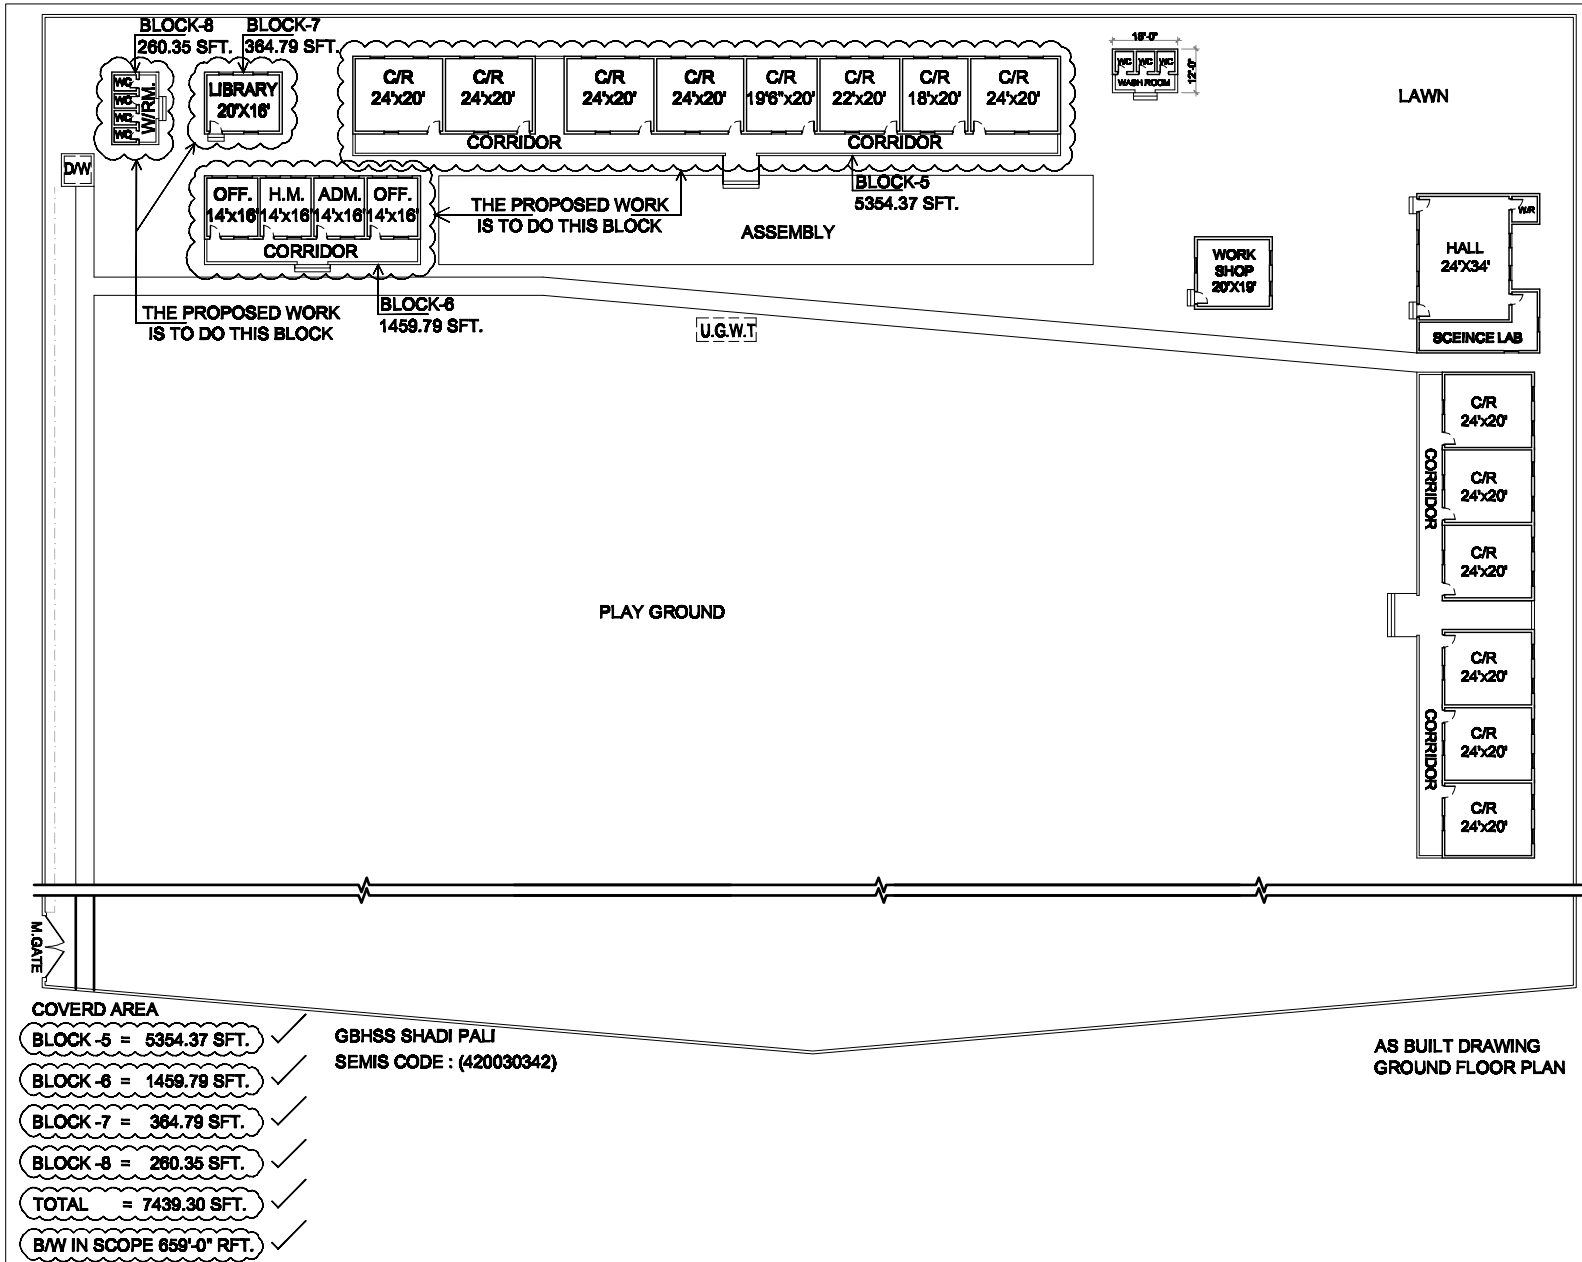 BLOCK-8
260.35 SFT.
BLOCK-7
364.79 SFT.
WC
WC
WC
WC
W/RM.
LIBRARY
20'X16'
C/R
24'x20'
C/R
24'x20'
C/R
24'x20'
C/R
24'x20'
C/R
19'6"x20'
C/R
22'x20'
C/R
18'x20'
C/R
24'x20'
CORRIDOR
CORRIDOR
18'-0"
12'-0"
WC
WC
WC
WASH ROOM
LAWN
D/W
OFF.
14'x16'
H.M.
14'x16'
ADM.
14'x16'
OFF.
14'x16'
CORRIDOR
THE PROPOSED WORK
IS TO DO THIS BLOCK
BLOCK-5
5354.37 SFT.
ASSEMBLY
BLOCK-6
1459.79 SFT.
THE PROPOSED WORK
IS TO DO THIS BLOCK
U.G.W.T
WORK
SHOP
20'X19'
W/R
HALL
24'X34'
SCEINCE LAB
C/R
24'x20'
C/R
24'x20'
C/R
24'x20'
CORRIDOR
PLAY GROUND
C/R
24'x20'
C/R
24'x20'
C/R
24'x20'
CORRIDOR
M.GATE
COVERD AREA
BLOCK -5 = 5354.37 SFT.
BLOCK -6 = 1459.79 SFT.
BLOCK -7 = 364.79 SFT.
BLOCK -8 = 260.35 SFT.
TOTAL = 7439.30 SFT.
B/W IN SCOPE 659'-0" RFT.
GBHSS SHADI PALI
SEMIS CODE : (420030342)
AS BUILT DRAWING
GROUND FLOOR PLAN